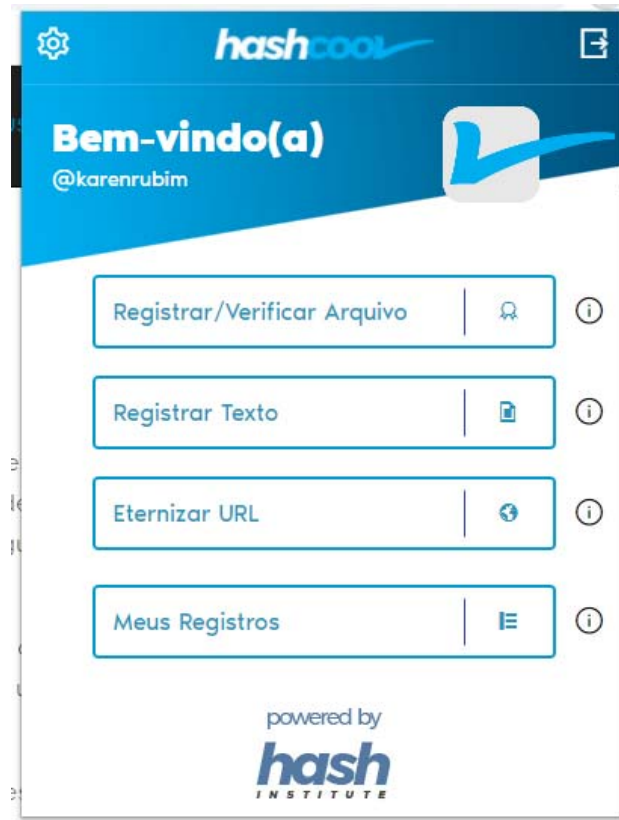 hashcool
Bem-vindo(a)
@karenrubim
Registrar/Verificar Arquivo
Registrar Texto
Eternizar URL
Meus Registros
powered by
hash
INSTITUTE